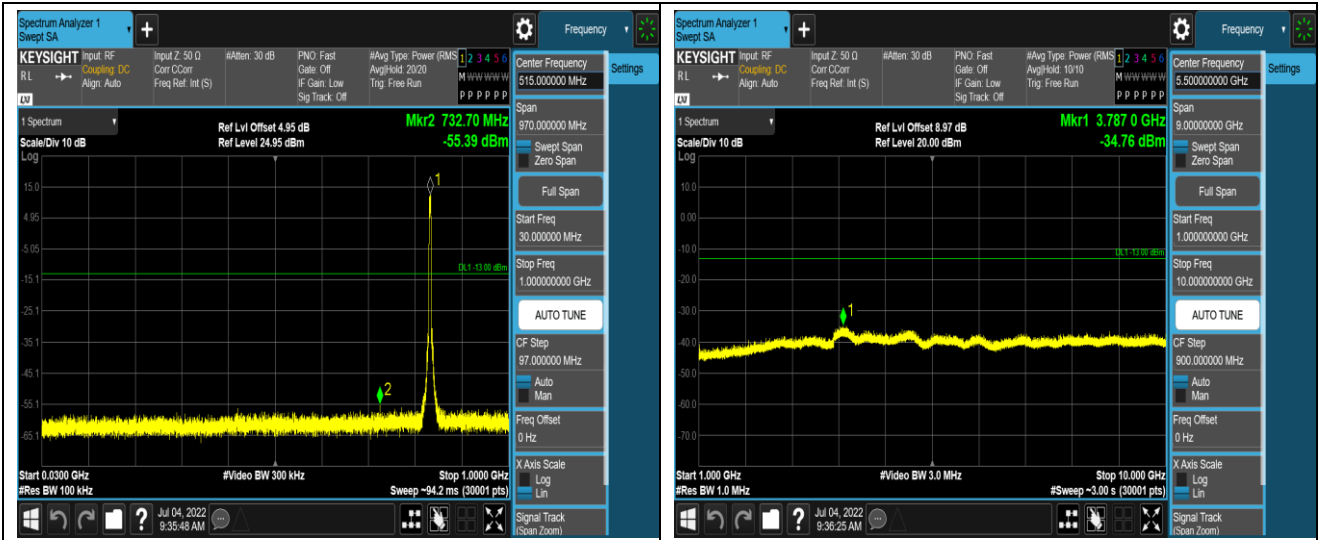 Spectrum Analyzer 1
Swept SA
+
Frequency
KEYSIGHT
RL
LXI
Input: RF
Coupling: DC
Align: Auto
Input Z: 50 Ω
Corr CCorr
Freq Ref: Int (S)
#Atten: 30 dB
PNO: Fast
Gate: Off
IF Gain: Low
Sig Track: Off
#Avg Type: Power (RMS
Avg|Hold: 20/20
Trig: Free Run
1 2 3 4 5 6
M W W W W W
P P P P P P
1 Spectrum
Scale/Div 10 dB
Log
Ref Lvl Offset 4.95 dB
Ref Level 24.95 dBm
Mkr2 732.70 MHz
-55.39 dBm
1
15.0
4.95
-5.05
DL1 -13.00 dBm
-15.1
-25.1
-35.1
-45.1
2
-55.1
-65.1
Start 0.0300 GHz
#Res BW 100 kHz
#Video BW 300 kHz
Stop 1.0000 GHz
Sweep ~94.2 ms (30001 pts)
Center Frequency
515.000000 MHz
Settings
Span
970.000000 MHz
Swept Span
Zero Span
Full Span
Start Freq
30.000000 MHz
Stop Freq
1.000000000 GHz
AUTO TUNE
CF Step
97.000000 MHz
Auto
Man
Freq Offset
0 Hz
X Axis Scale
Log
Lin
Signal Track
(Span Zoom)
?
Jul 04, 2022
9:35:48 AM
Spectrum Analyzer 1
Swept SA
+
Frequency
KEYSIGHT
RL
LXI
Input: RF
Coupling: DC
Align: Auto
Input Z: 50 Ω
Corr CCorr
Freq Ref: Int (S)
#Atten: 30 dB
PNO: Fast
Gate: Off
IF Gain: Low
Sig Track: Off
#Avg Type: Power (RMS
Avg|Hold: 10/10
Trig: Free Run
1 2 3 4 5 6
M W W W W W
P P P P P P
1 Spectrum
Scale/Div 10 dB
Log
Ref Lvl Offset 8.97 dB
Ref Level 20.00 dBm
Mkr1 3.787 0 GHz
-34.76 dBm
10.0
0.00
-10.0
DL1 -13.00 dBm
-20.0
-30.0
1
-40.0
-50.0
-60.0
-70.0
Start 1.000 GHz
#Res BW 1.0 MHz
#Video BW 3.0 MHz
Stop 10.000 GHz
#Sweep ~3.00 s (30001 pts)
Center Frequency
5.500000000 GHz
Settings
Span
9.00000000 GHz
Swept Span
Zero Span
Full Span
Start Freq
1.000000000 GHz
Stop Freq
10.000000000 GHz
AUTO TUNE
CF Step
900.000000 MHz
Auto
Man
Freq Offset
0 Hz
X Axis Scale
Log
Lin
Signal Track
(Span Zoom)
?
Jul 04, 2022
9:36:25 AM